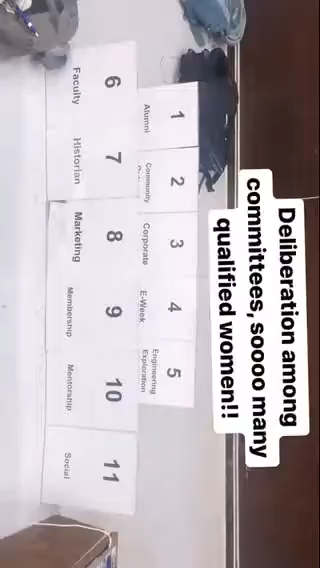 Deliberation among
committees, soooo many
qualified women!!
1
Alumni
2
Community
3
Corporate
4
E-Week
5
Engineering
Exploration
6
Faculty
7
Historian
8
Marketing
9
Membership
10
Mentorship
11
Social